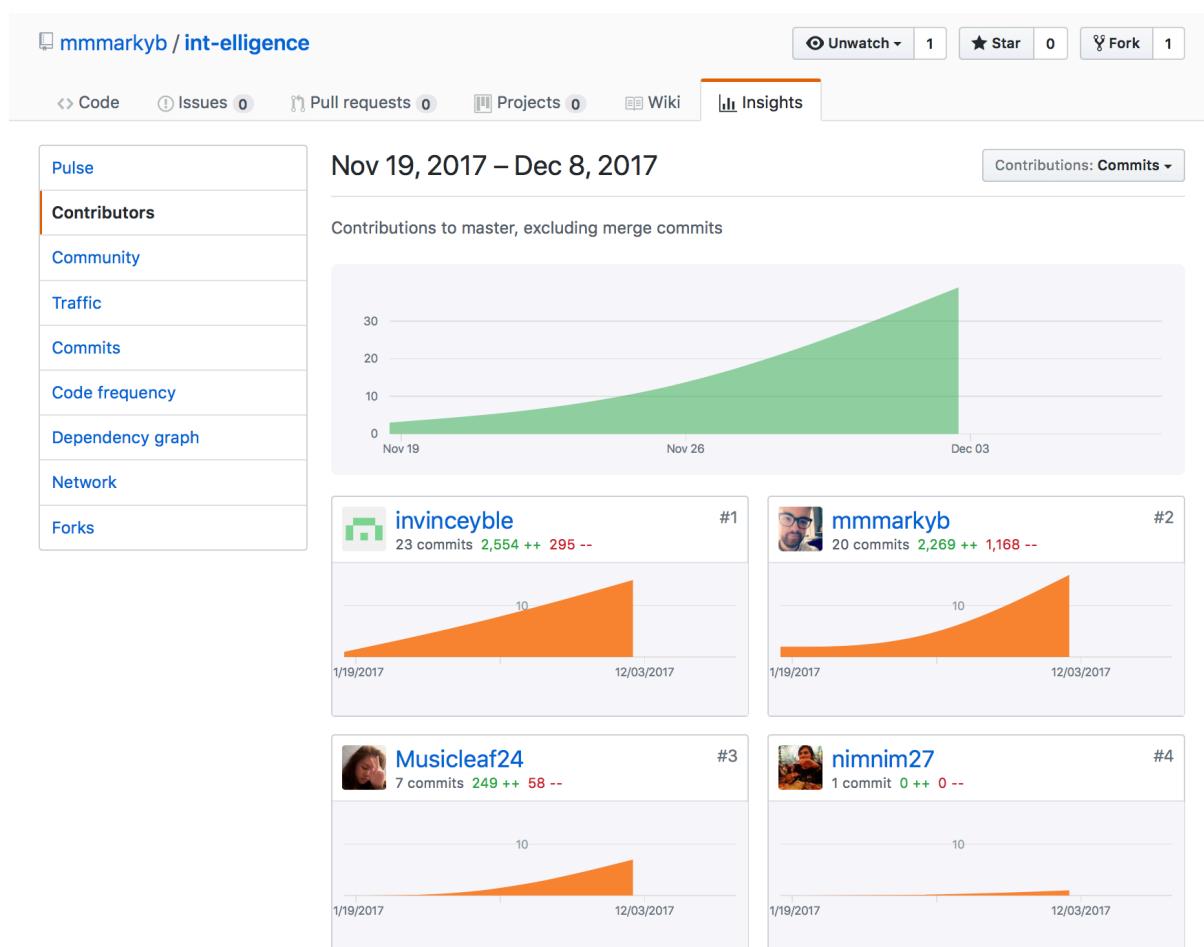 mmmarkyb / int-elligence
Unwatch 1 Star 0 Fork 1
Code Issues 0 Pull requests 0 Projects 0 Wiki Insights
Pulse
Contributors
Community
Traffic
Commits
Code frequency
Dependency graph
Network
Forks
Nov 19, 2017 – Dec 8, 2017
Contributions: Commits
Contributions to master, excluding merge commits
30
20
10
0
Nov 19 Nov 26 Dec 03
invinceyble #1
23 commits 2,554 ++ 295 --
10
1/19/2017 12/03/2017
mmmarkyb #2
20 commits 2,269 ++ 1,168 --
10
1/19/2017 12/03/2017
Musicleaf24 #3
7 commits 249 ++ 58 --
10
1/19/2017 12/03/2017
nimnim27 #4
1 commit 0 ++ 0 --
10
1/19/2017 12/03/2017